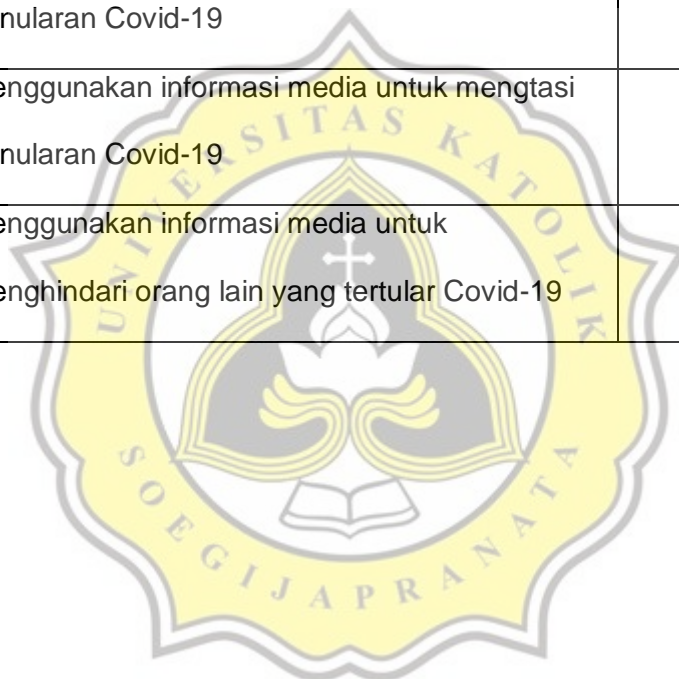 nularan Covid-19
enggunakan informasi media untuk mengtasi
nularan Covid-19
enggunakan informasi media untuk
enghindari orang lain yang tertular Covid-19
UNIVERSITAS KATOLIK
SOEGIJAPRANATA